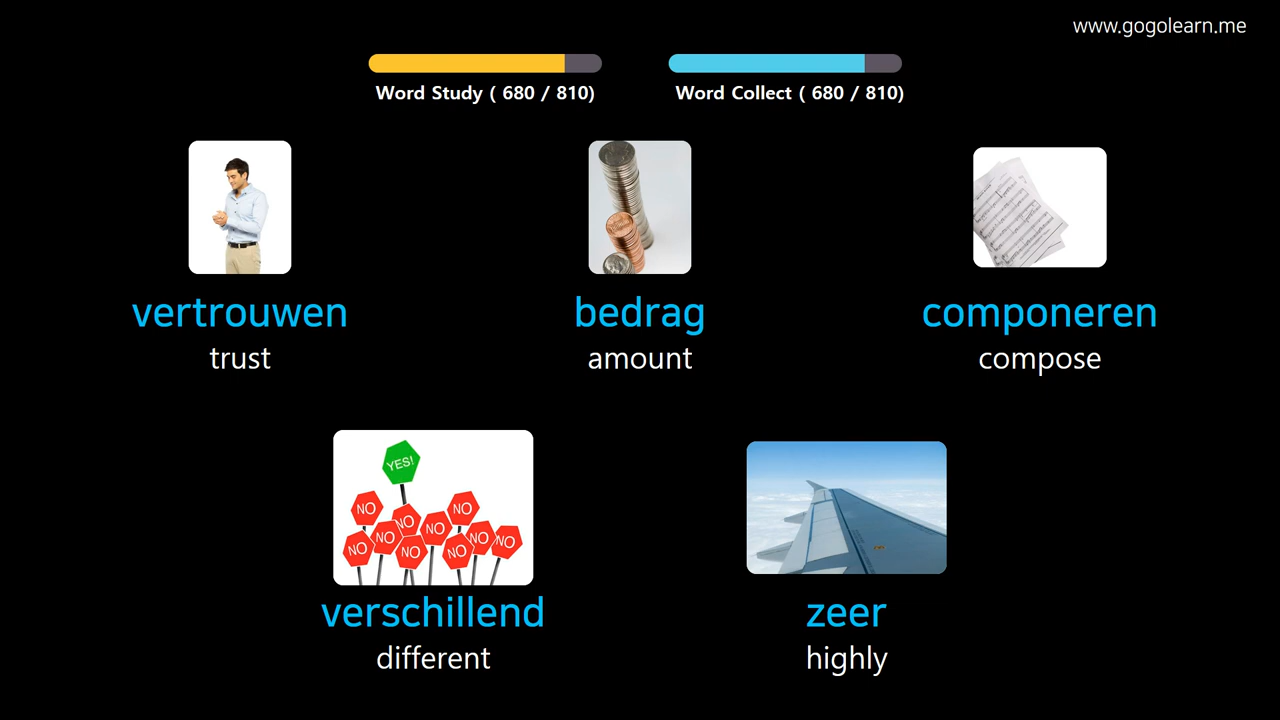 www.gogolearn.me
Word Study ( 680 / 810)
Word Collect ( 680 / 810)
vertrouwen
trust
bedrag
amount
componeren
compose
YES!
NO
NO
NO
NO
NO
NO
NO
NO
NO
NO
verschillend
different
zeer
highly